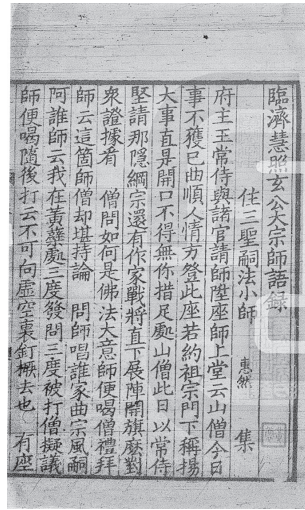 臨濟慧照玄公大宗師語録
住三聖嗣法小師 惠然 集
府主王常侍與諸官請師陞座師上堂云山僧今日
事不獲已曲順人情方登此座若約祖宗門下稱揚
大事直是開口不得無你措足處山僧此日以常侍
堅請那隱綱宗還有作家戰將直下展陣開旗麽對
衆證據看 僧問如何是佛法大意師便喝僧禮拜
師云這箇師僧却堪持論 問師唱誰家曲宗風嗣
阿誰師云我在黄蘗處三度發問三度被打僧擬議
師便喝隨後打云不可向虚空裏釘橛去也 有座